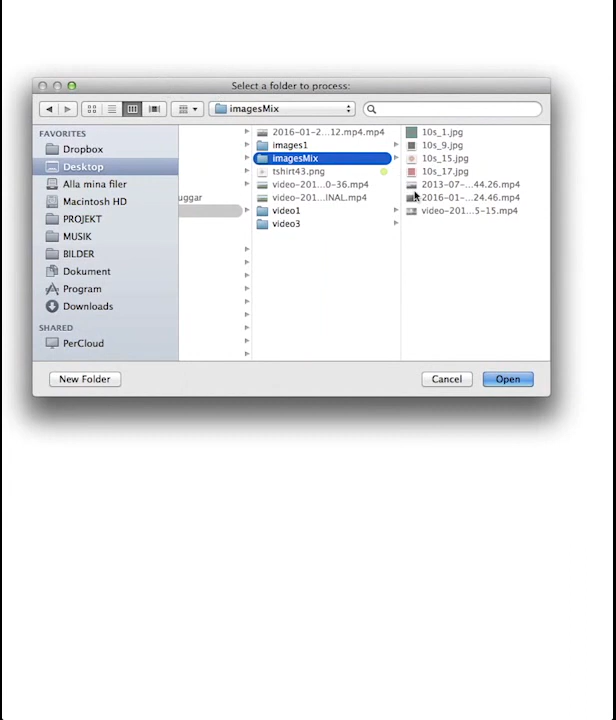 Select a folder to process:
imagesMix
FAVORITES
Dropbox
Desktop
Alla mina filer
Macintosh HD
PROJEKT
MUSIK
BILDER
Dokument
Program
Downloads
SHARED
PerCloud
uggar
2016-01-2...12.mp4.mp4
images1
imagesMix
tshirt43.png
video-201...0-36.mp4
video-201...INAL.mp4
video1
video3
10s_1.jpg
10s_9.jpg
10s_15.jpg
10s_17.jpg
2013-07-...44.26.mp4
2016-01-...24.46.mp4
video-201...5-15.mp4
New Folder
Cancel
Open